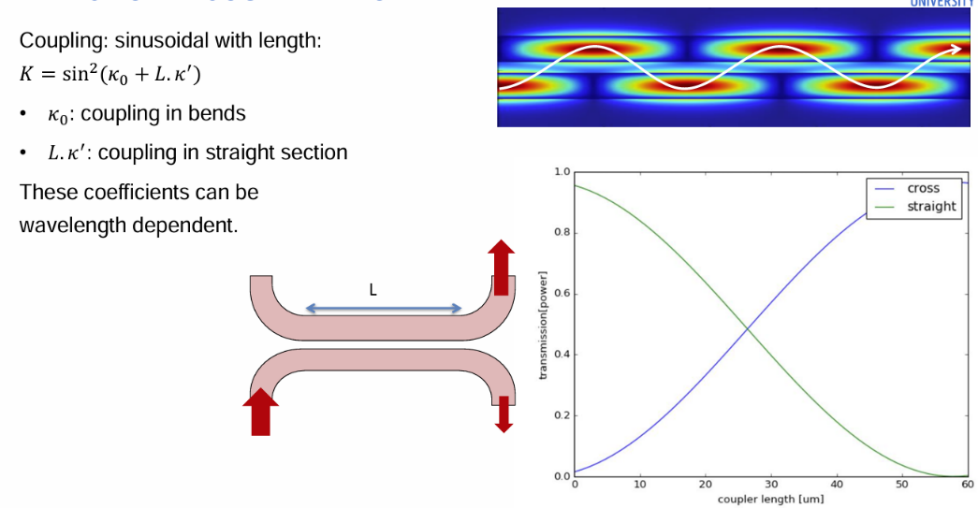 UNIVERSITY
Coupling: sinusoidal with length:
K = sin²(κ₀ + L. κ′)
• κ₀: coupling in bends
• L. κ′: coupling in straight section
These coefficients can be
wavelength dependent.
L
1.0
0.8
0.6
0.4
0.2
0.0
transmission[power]
cross
straight
0 10 20 30 40 50 60
coupler length [um]